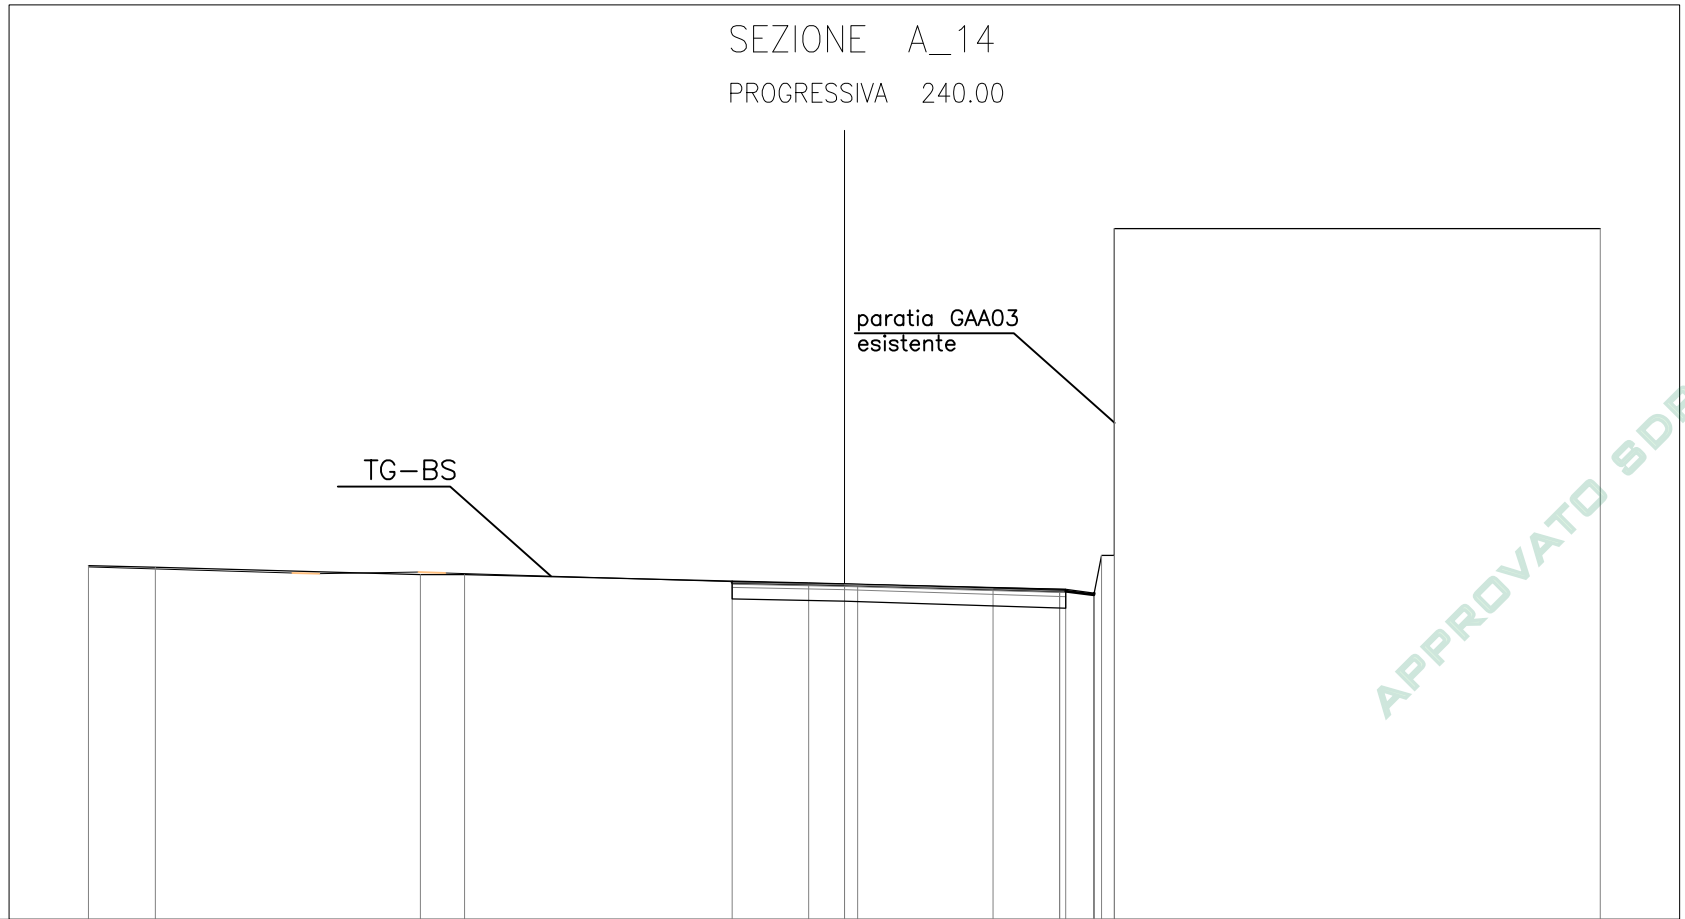 SEZIONE A_14
PROGRESSIVA 240.00
paratia GAA03
esistente
TG-BS
APPROVATO SDP